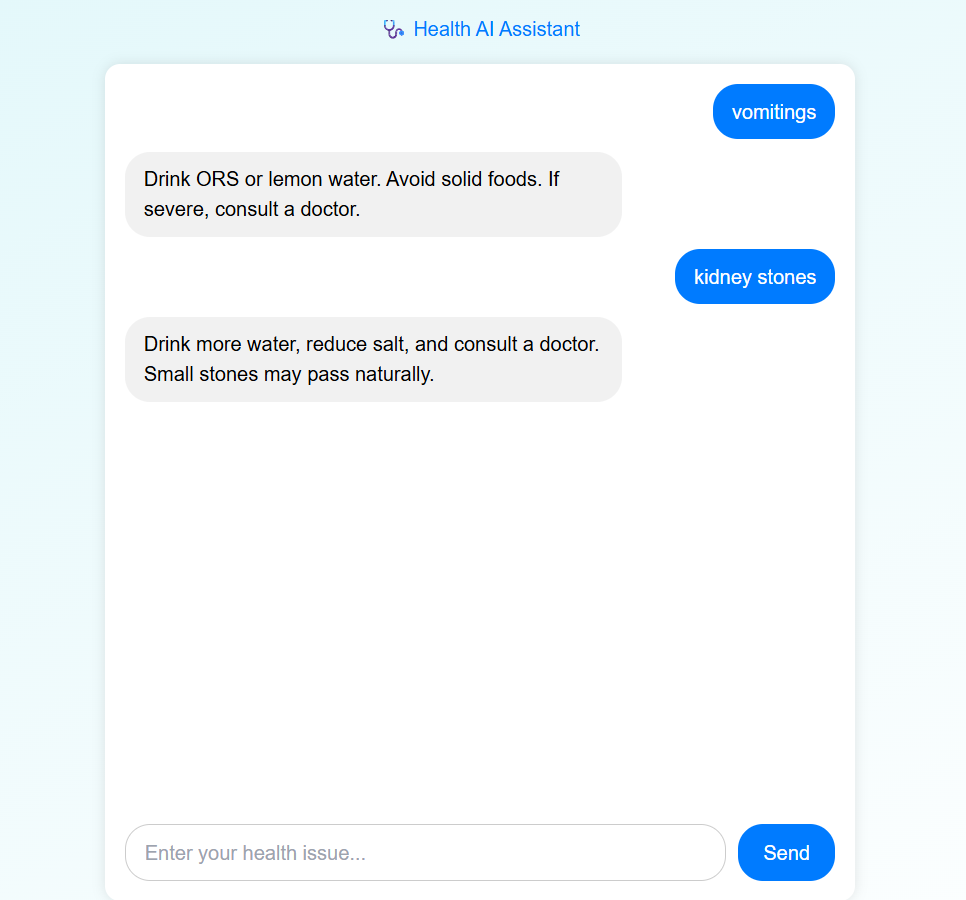 Health AI Assistant
vomitings
Drink ORS or lemon water. Avoid solid foods. If
severe, consult a doctor.
kidney stones
Drink more water, reduce salt, and consult a doctor.
Small stones may pass naturally.
Enter your health issue...
Send